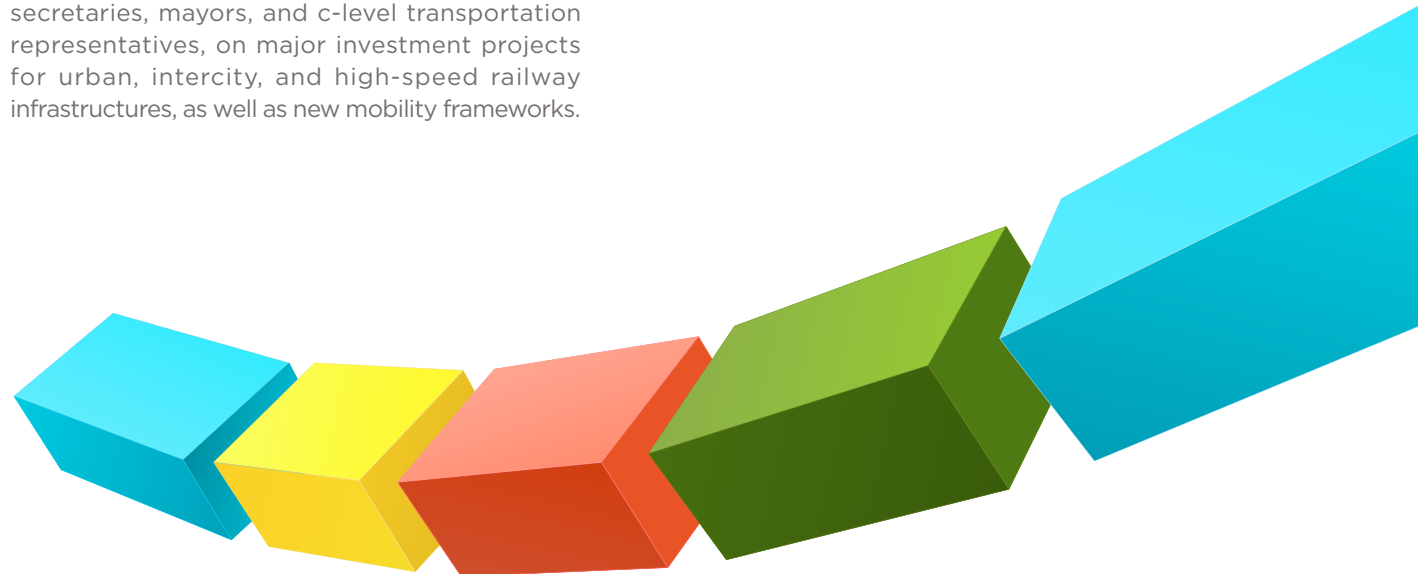 secretaries, mayors, and c-level transportation
representatives, on major investment projects
for urban, intercity, and high-speed railway
infrastructures, as well as new mobility frameworks.